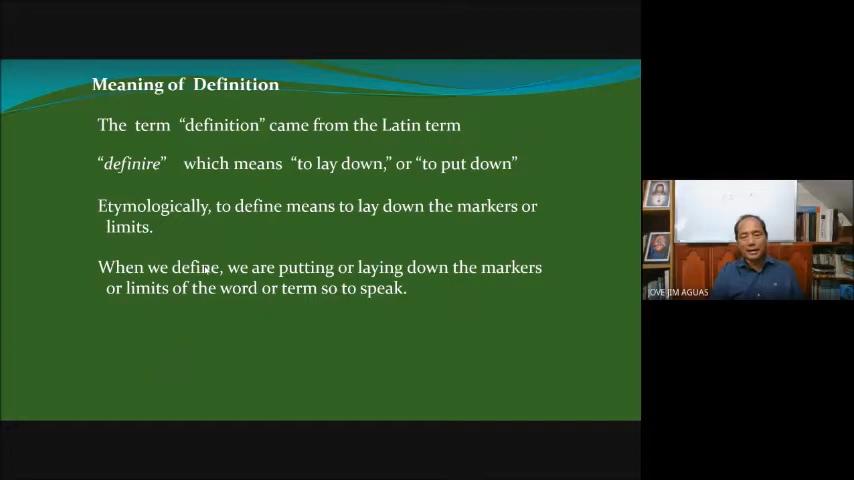 Meaning of Definition
The term “definition” came from the Latin term
“definire” which means “to lay down,” or “to put down”
Etymologically, to define means to lay down the markers or
limits.
When we define, we are putting or laying down the markers
or limits of the word or term so to speak.
JOVE JIM AGUAS